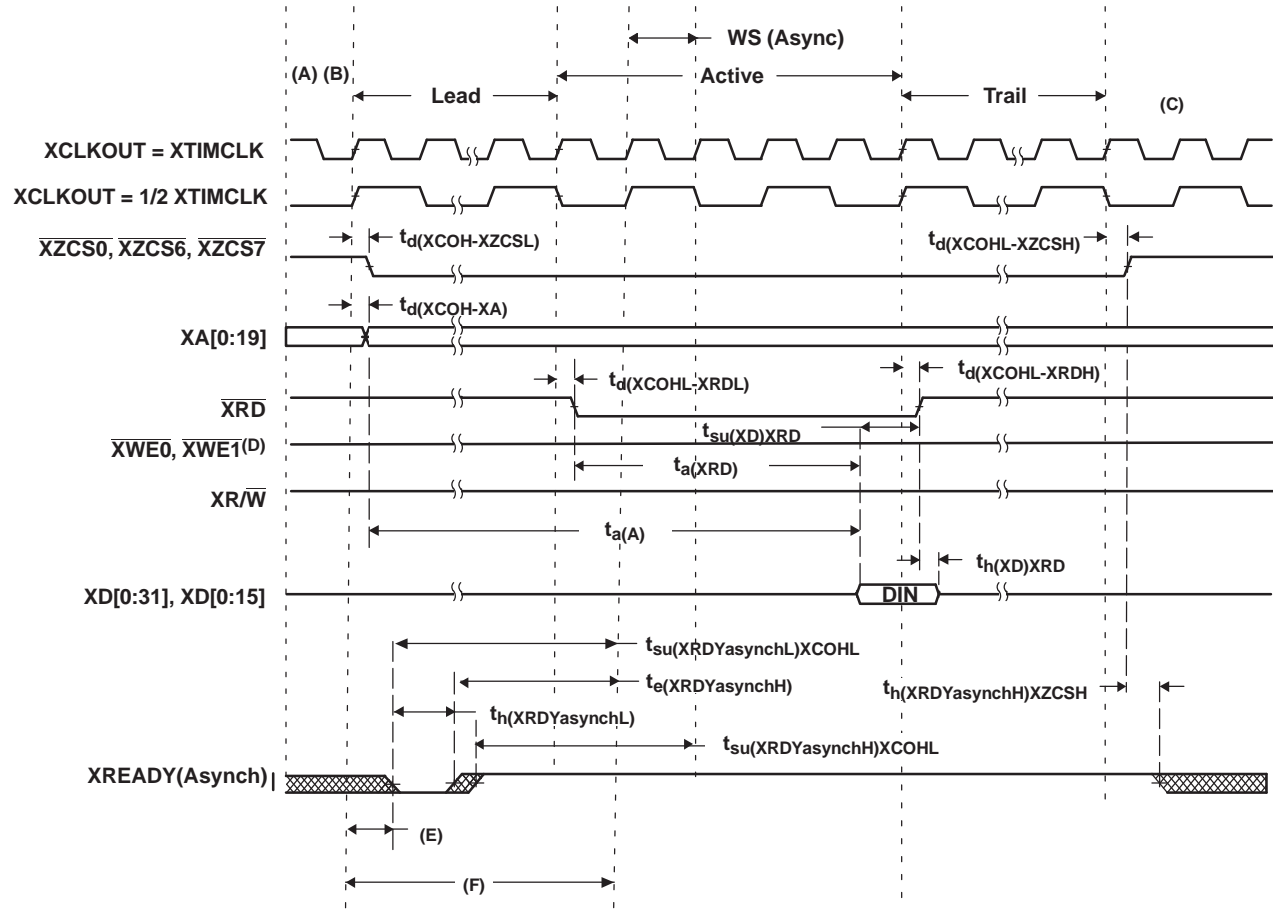 WS (Async)
(A) (B)
Active
Lead
Trail
(C)
XCLKOUT = XTIMCLK
XCLKOUT = 1/2 XTIMCLK
XZCS0, XZCS6, XZCS7
td(XCOH-XZCSL)
td(XCOHL-XZCSH)
td(XCOH-XA)
XA[0:19]
td(XCOHL-XRDL)
td(XCOHL-XRDH)
XRD
tsu(XD)XRD
XWE0, XWE1(D)
ta(XRD)
XR/W
ta(A)
th(XD)XRD
XD[0:31], XD[0:15]
DIN
tsu(XRDYasynchL)XCOHL
te(XRDYasynchH)
th(XRDYasynchH)XZCSH
th(XRDYasynchL)
tsu(XRDYasynchH)XCOHL
XREADY(Asynch)
(E)
(F)